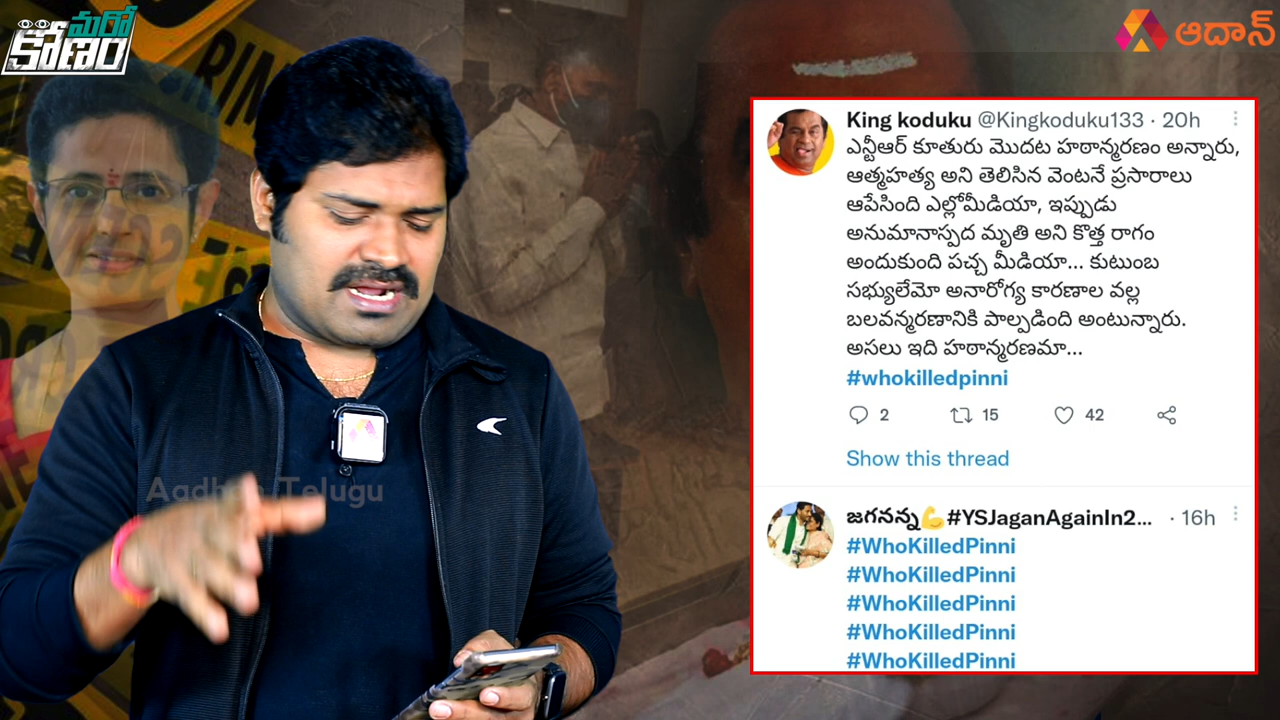 మరో
కోణం
ఆదాన్
RIM
Aadhan Telugu
King koduku @Kingkoduku133 · 20h
ఎన్టీఆర్ కూతురు మొదట హఠాన్మరణం అన్నారు,
ఆత్మహత్య అని తెలిసిన వెంటనే ప్రసారాలు
ఆపేసింది ఎల్లోమీడియా, ఇప్పుడు
అనుమానాస్పద మృతి అని కొత్త రాగం
అందుకుంది పచ్చ మీడియా... కుటుంబ
సభ్యులేమో అనారోగ్య కారణాల వల్ల
బలవన్మరణానికి పాల్పడింది అంటున్నారు.
అసలు ఇది హఠాన్మరణమా...
#whokilledpinni
2 15 42
Show this thread
జగనన్న💪#YSJaganAgainIn2... · 16h
#WhoKilledPinni
#WhoKilledPinni
#WhoKilledPinni
#WhoKilledPinni
#WhoKilledPinni